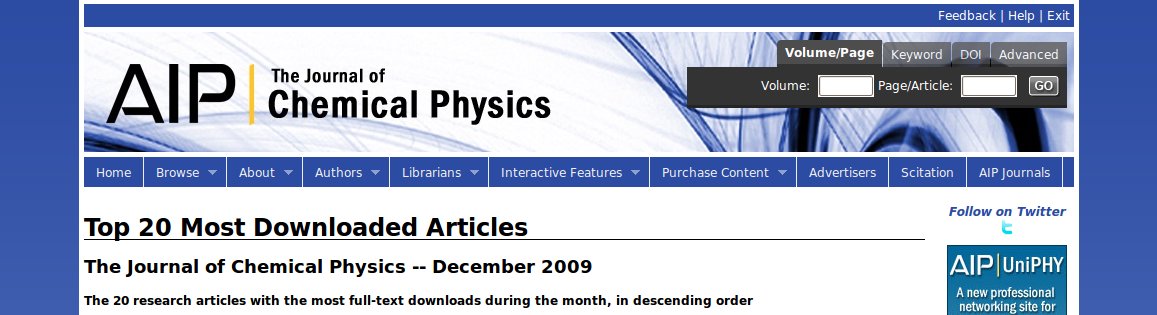 Feedback | Help | Exit
Volume/Page Keyword DOI Advanced
Volume: Page/Article: GO
AIP The Journal of
Chemical Physics
Home Browse About Authors Librarians Interactive Features Purchase Content Advertisers Scitation AIP Journals
Top 20 Most Downloaded Articles
The Journal of Chemical Physics -- December 2009
The 20 research articles with the most full-text downloads during the month, in descending order
Follow on Twitter
t
AIP UniPHY
A new professional
networking site for